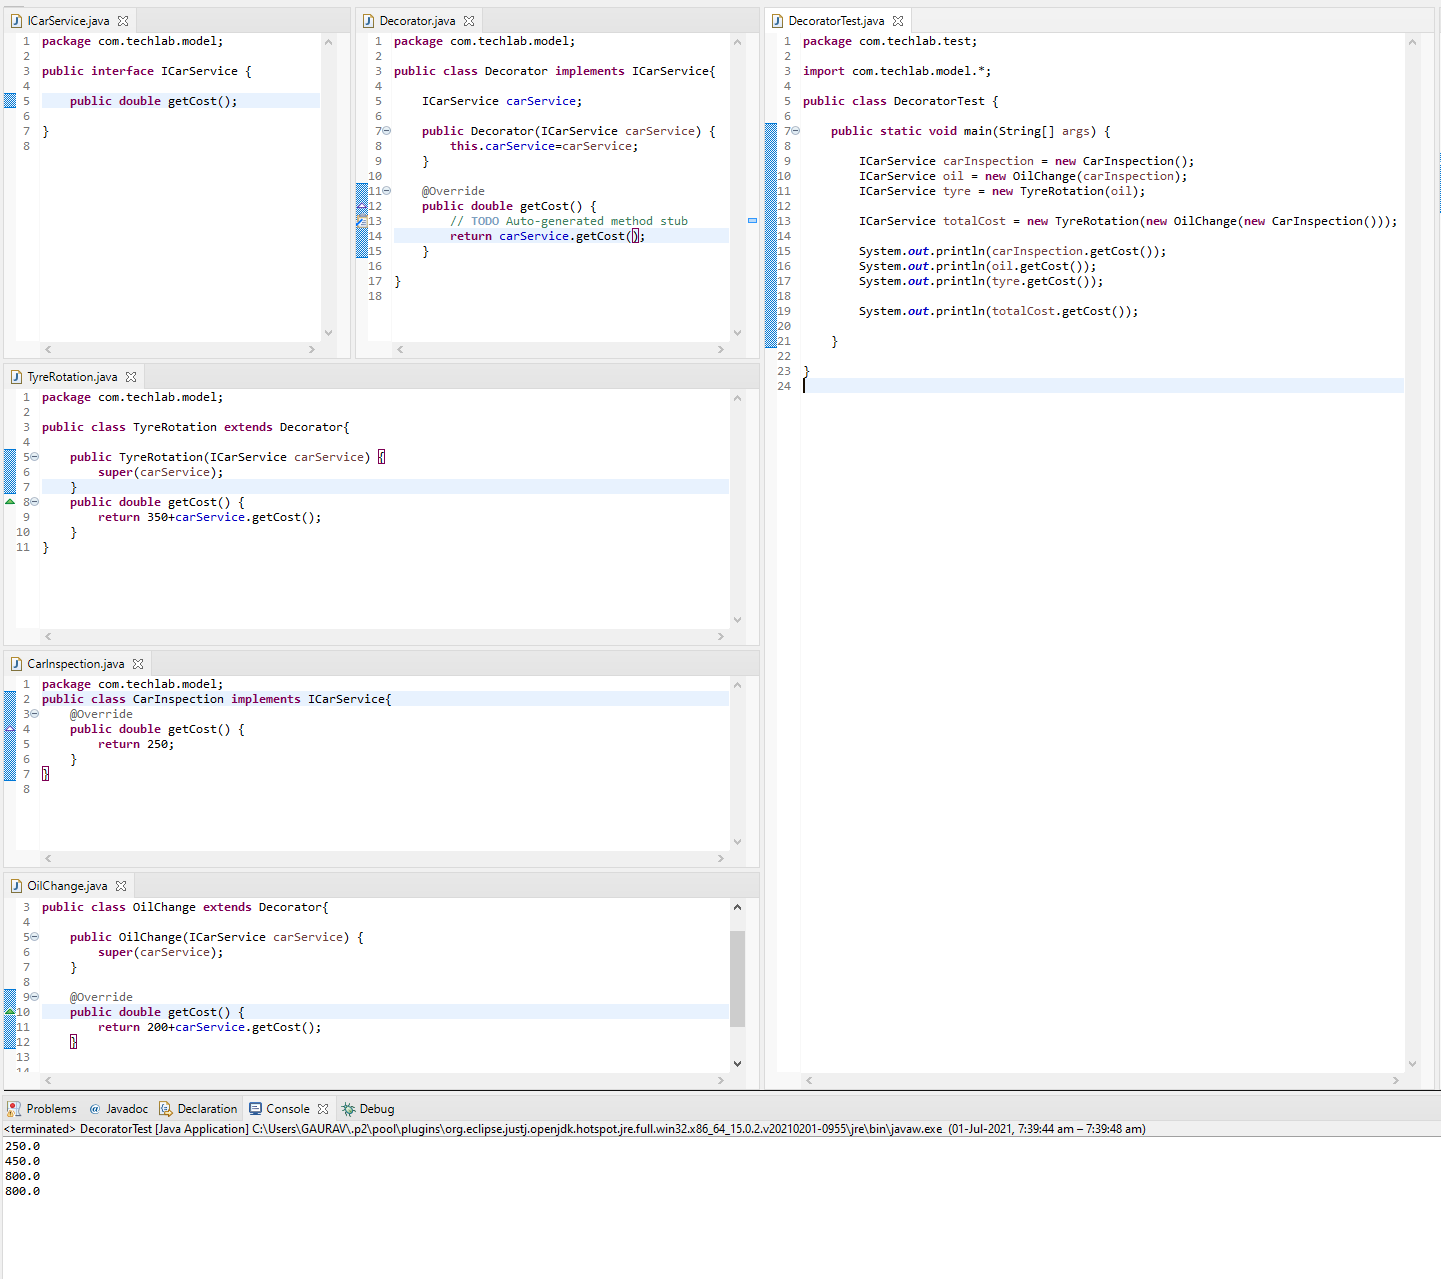 ICarService.java
1 package com.techlab.model;
2
3 public interface ICarService {
4
5     public double getCost();
6
7 }
8
Decorator.java
1 package com.techlab.model;
2
3 public class Decorator implements ICarService{
4
5     ICarService carService;
6
7     public Decorator(ICarService carService) {
8         this.carService=carService;
9     }
10
11     @Override
12     public double getCost() {
13         // TODO Auto-generated method stub
14         return carService.getCost();
15     }
16
17 }
18
DecoratorTest.java
1 package com.techlab.test;
2
3 import com.techlab.model.*;
4
5 public class DecoratorTest {
6
7     public static void main(String[] args) {
8
9         ICarService carInspection = new CarInspection();
10         ICarService oil = new OilChange(carInspection);
11         ICarService tyre = new TyreRotation(oil);
12
13         ICarService totalCost = new TyreRotation(new OilChange(new CarInspection()));
14
15         System.out.println(carInspection.getCost());
16         System.out.println(oil.getCost());
17         System.out.println(tyre.getCost());
18
19         System.out.println(totalCost.getCost());
20
21     }
22
23 }
24
TyreRotation.java
1 package com.techlab.model;
2
3 public class TyreRotation extends Decorator{
4
5     public TyreRotation(ICarService carService) {
6         super(carService);
7     }
8     public double getCost() {
9         return 350+carService.getCost();
10     }
11 }
CarInspection.java
1 package com.techlab.model;
2 public class CarInspection implements ICarService{
3     @Override
4     public double getCost() {
5         return 250;
6     }
7 }
8
OilChange.java
3 public class OilChange extends Decorator{
4
5     public OilChange(ICarService carService) {
6         super(carService);
7     }
8
9     @Override
10     public double getCost() {
11         return 200+carService.getCost();
12     }
13
14
Problems @ Javadoc Declaration Console Debug
<terminated> DecoratorTest [Java Application] C:\Users\GAURAV\.p2\pool\plugins\org.eclipse.justj.openjdk.hotspot.jre.full.win32.x86_64_15.0.2.v20210201-0955\jre\bin\javaw.exe (01-Jul-2021, 7:39:44 am – 7:39:48 am)
250.0
450.0
800.0
800.0